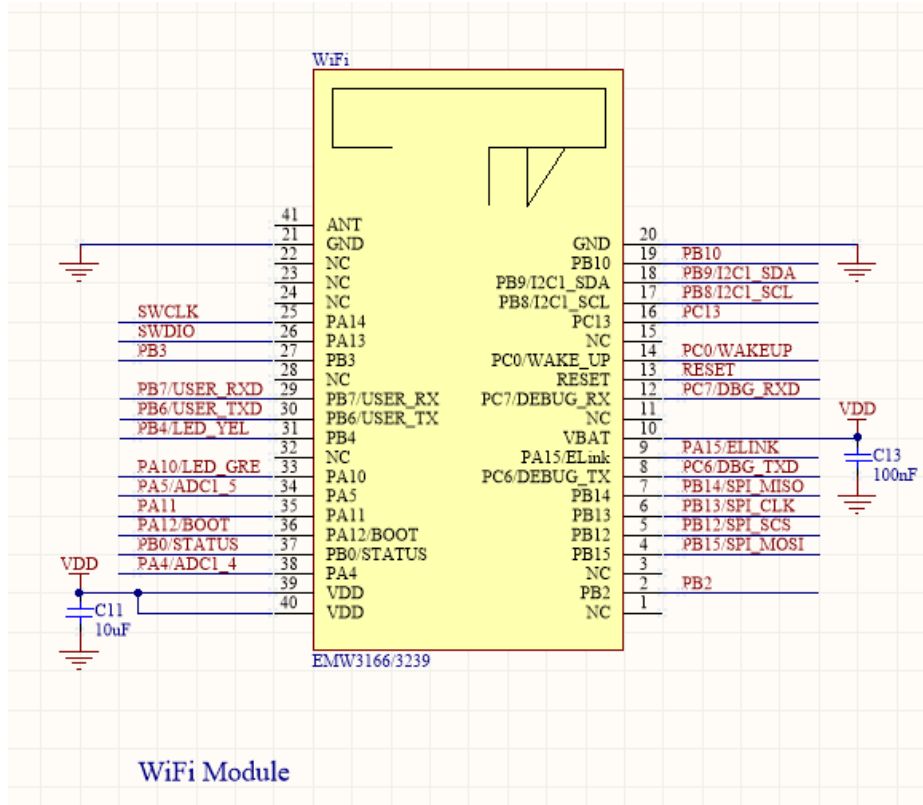 WiFi
41 ANT
21 GND
22 NC
23 NC
24 NC
SWCLK 25 PA14
SWDIO 26 PA13
PB3 27 PB3
28 NC
PB7/USER_RXD 29 PB7/USER_RX
PB6/USER_TXD 30 PB6/USER_TX
PB4/LED_YEL 31 PB4
32 NC
PA10/LED_GRE 33 PA10
PA5/ADC1_5 34 PA5
PA11 35 PA11
PA12/BOOT 36 PA12/BOOT
PB0/STATUS 37 PB0/STATUS
PA4/ADC1_4 38 PA4
VDD
39 VDD
40 VDD
C11
10uF
GND 20
PB10 19 PB10
PB9/I2C1_SDA 18 PB9/I2C1_SDA
PB8/I2C1_SCL 17 PB8/I2C1_SCL
PC13 16 PC13
NC 15
PC0/WAKE_UP 14 PC0/WAKEUP
RESET 13 RESET
PC7/DEBUG_RX 12 PC7/DBG_RXD
NC 11
VBAT 10
VDD
PA15/ELink 9 PA15/ELINK
PC6/DEBUG_TX 8 PC6/DBG_TXD
PB14 7 PB14/SPI_MISO
PB13 6 PB13/SPI_CLK
PB12 5 PB12/SPI_SCS
PB15 4 PB15/SPI_MOSI
NC 3
PB2 2 PB2
NC 1
C13
100nF
EMW3166/3239
WiFi Module